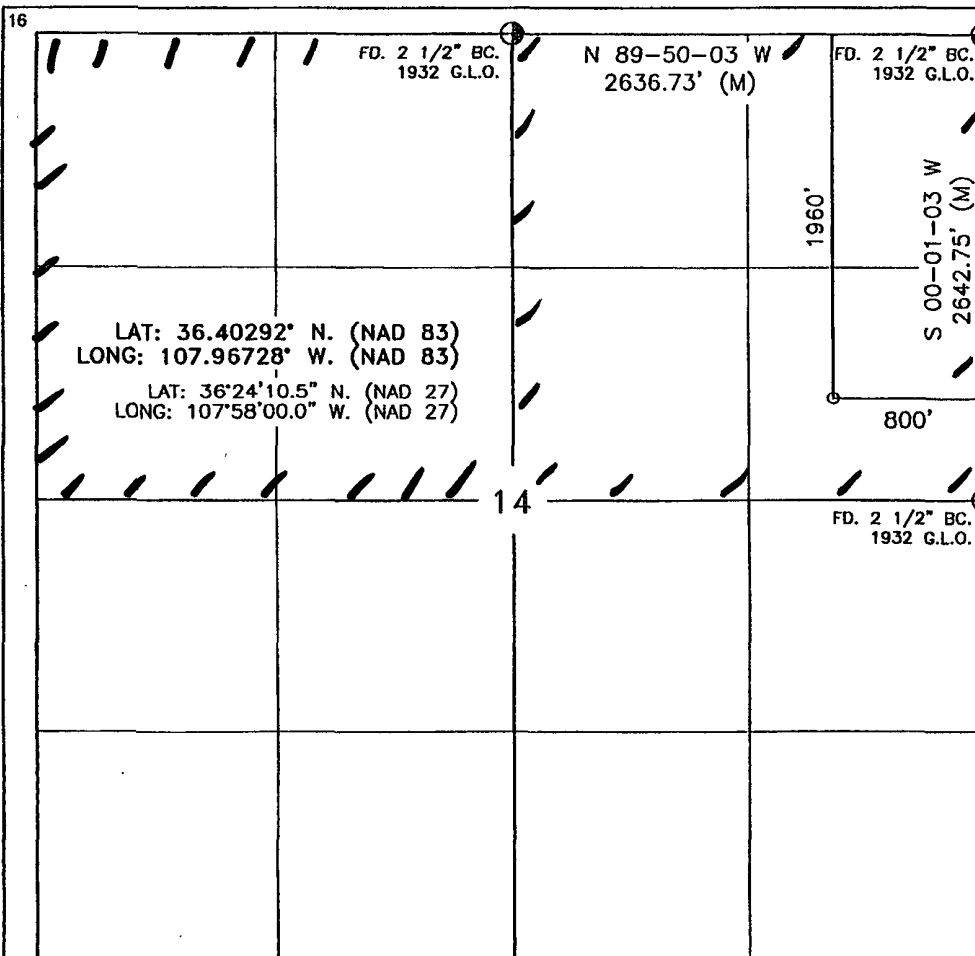 16
FD. 2 1/2" BC.
1932 G.L.O.
N 89-50-03 W
2636.73' (M)
FD. 2 1/2" BC.
1932 G.L.O.
1960'
S 00-01-03 W
2642.75' (M)
LAT: 36.40292° N. (NAD 83)
LONG: 107.96728° W. (NAD 83)
LAT: 36°24'10.5" N. (NAD 27)
LONG: 107°58'00.0" W. (NAD 27)
800'
14
FD. 2 1/2" BC.
1932 G.L.O.